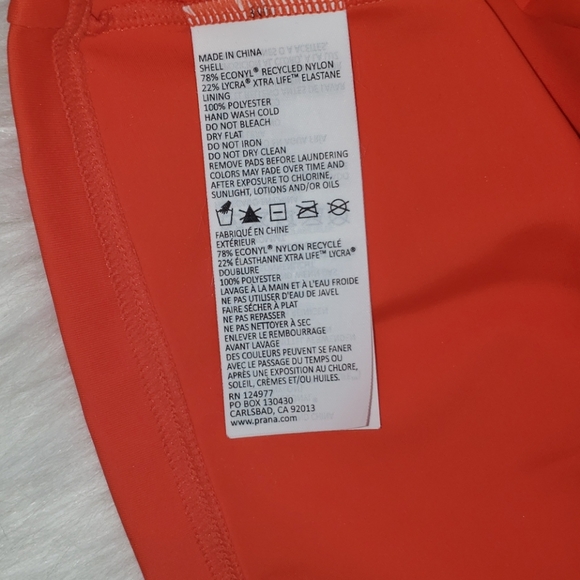 MADE IN CHINA
SHELL
78% ECONYL® RECYCLED NYLON
22% LYCRA® XTRA LIFE™ ELASTANE
LINING
100% POLYESTER
HAND WASH COLD
DO NOT BLEACH
DRY FLAT
DO NOT IRON
DO NOT DRY CLEAN
REMOVE PADS BEFORE LAUNDERING
COLORS MAY FADE OVER TIME AND
AFTER EXPOSURE TO CHLORINE,
SUNLIGHT, LOTIONS AND/OR OILS
FABRIQUÉ EN CHINE
EXTÉRIEUR
78% ECONYL® NYLON RECYCLÉ
22% ÉLASTHANNE XTRA LIFE™ LYCRA®
DOUBLURE
100% POLYESTER
LAVAGE À LA MAIN ET À L'EAU FROIDE
NE PAS UTILISER D'EAU DE JAVEL
FAIRE SÉCHER À PLAT
NE PAS REPASSER
NE PAS NETTOYER À SEC
ENLEVER LE REMBOURRAGE
AVANT LAVAGE
DES COULEURS PEUVENT SE FANER
AVEC LE PASSAGE DU TEMPS OU
APRÈS UNE EXPOSITION AU CHLORE,
SOLEIL, CRÈMES ET/OU HUILES.
RN 124977
PO BOX 130430
CARLSBAD, CA 92013
www.prana.com